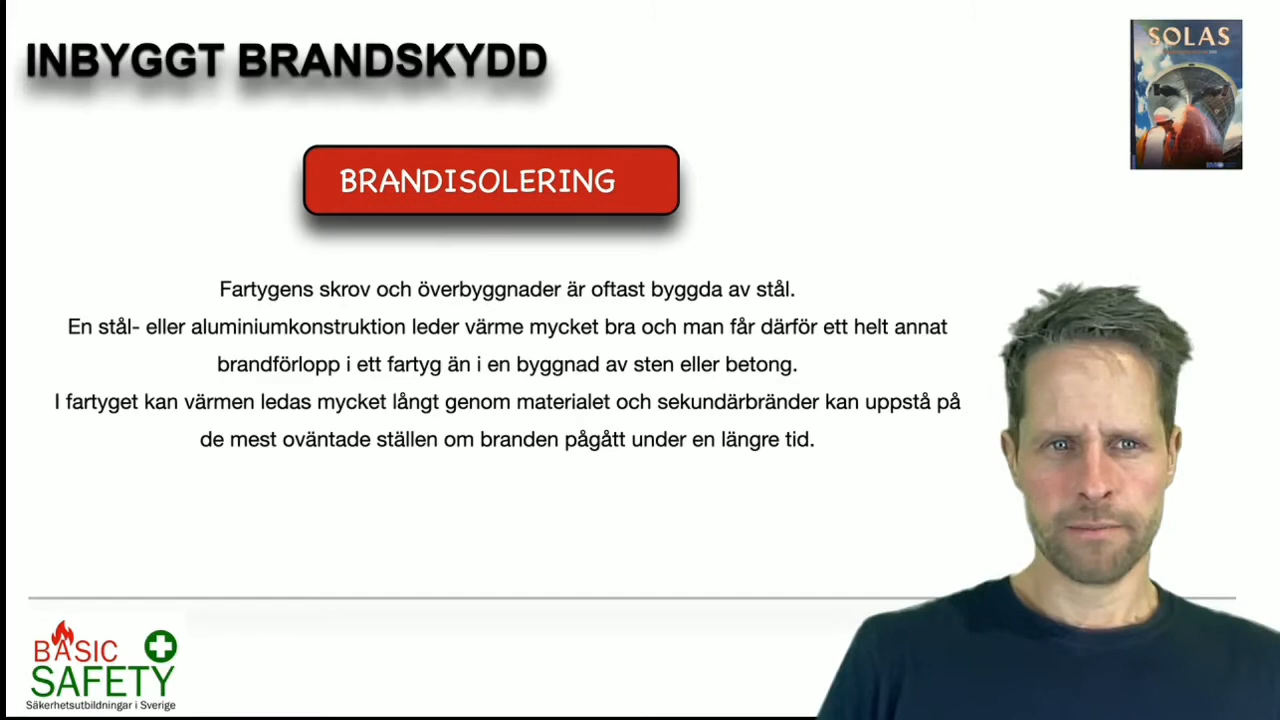 INBYGGT BRANDSKYDD
SOLAS
BRANDISOLERING
Fartygens skrov och överbyggnader är oftast byggda av stål.
En stål- eller aluminiumkonstruktion leder värme mycket bra och man får därför ett helt annat
brandförlopp i ett fartyg än i en byggnad av sten eller betong.
I fartyget kan värmen ledas mycket långt genom materialet och sekundärbränder kan uppstå på
de mest oväntade ställen om branden pågått under en längre tid.
BASIC
SAFETY
Säkerhetsutbildningar i Sverige